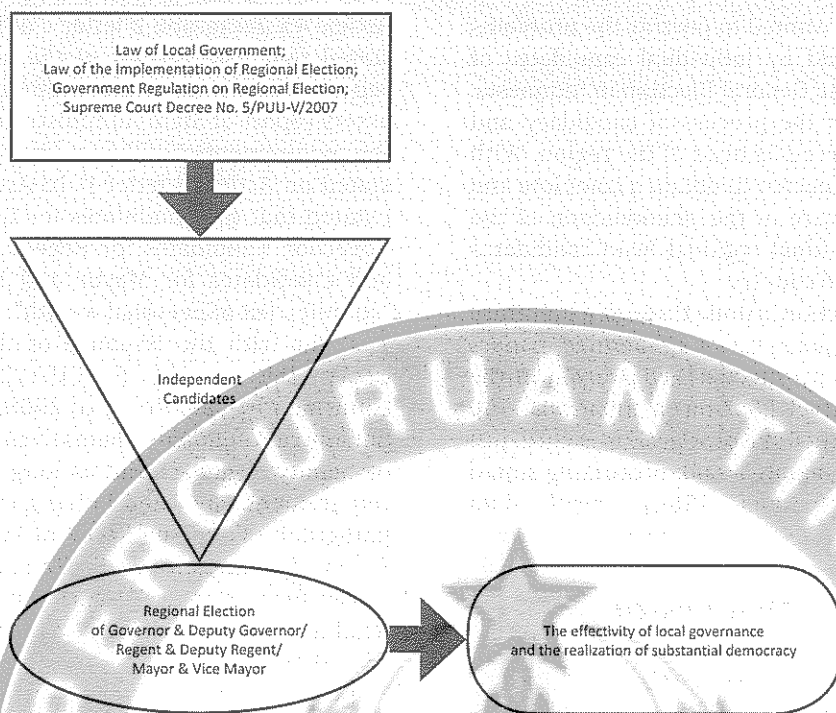 Law of Local Government;
Law of the Implementation of Regional Election;
Government Regulation on Regional Election;
Supreme Court Decree No. 5/PUU-V/2007
Independent
Candidates
PERGURUAN TI
Regional Election
of Governor & Deputy Governor/
Regent & Deputy Regent/
Mayor & Vice Mayor
The effectivity of local governance
and the realization of substantial democracy